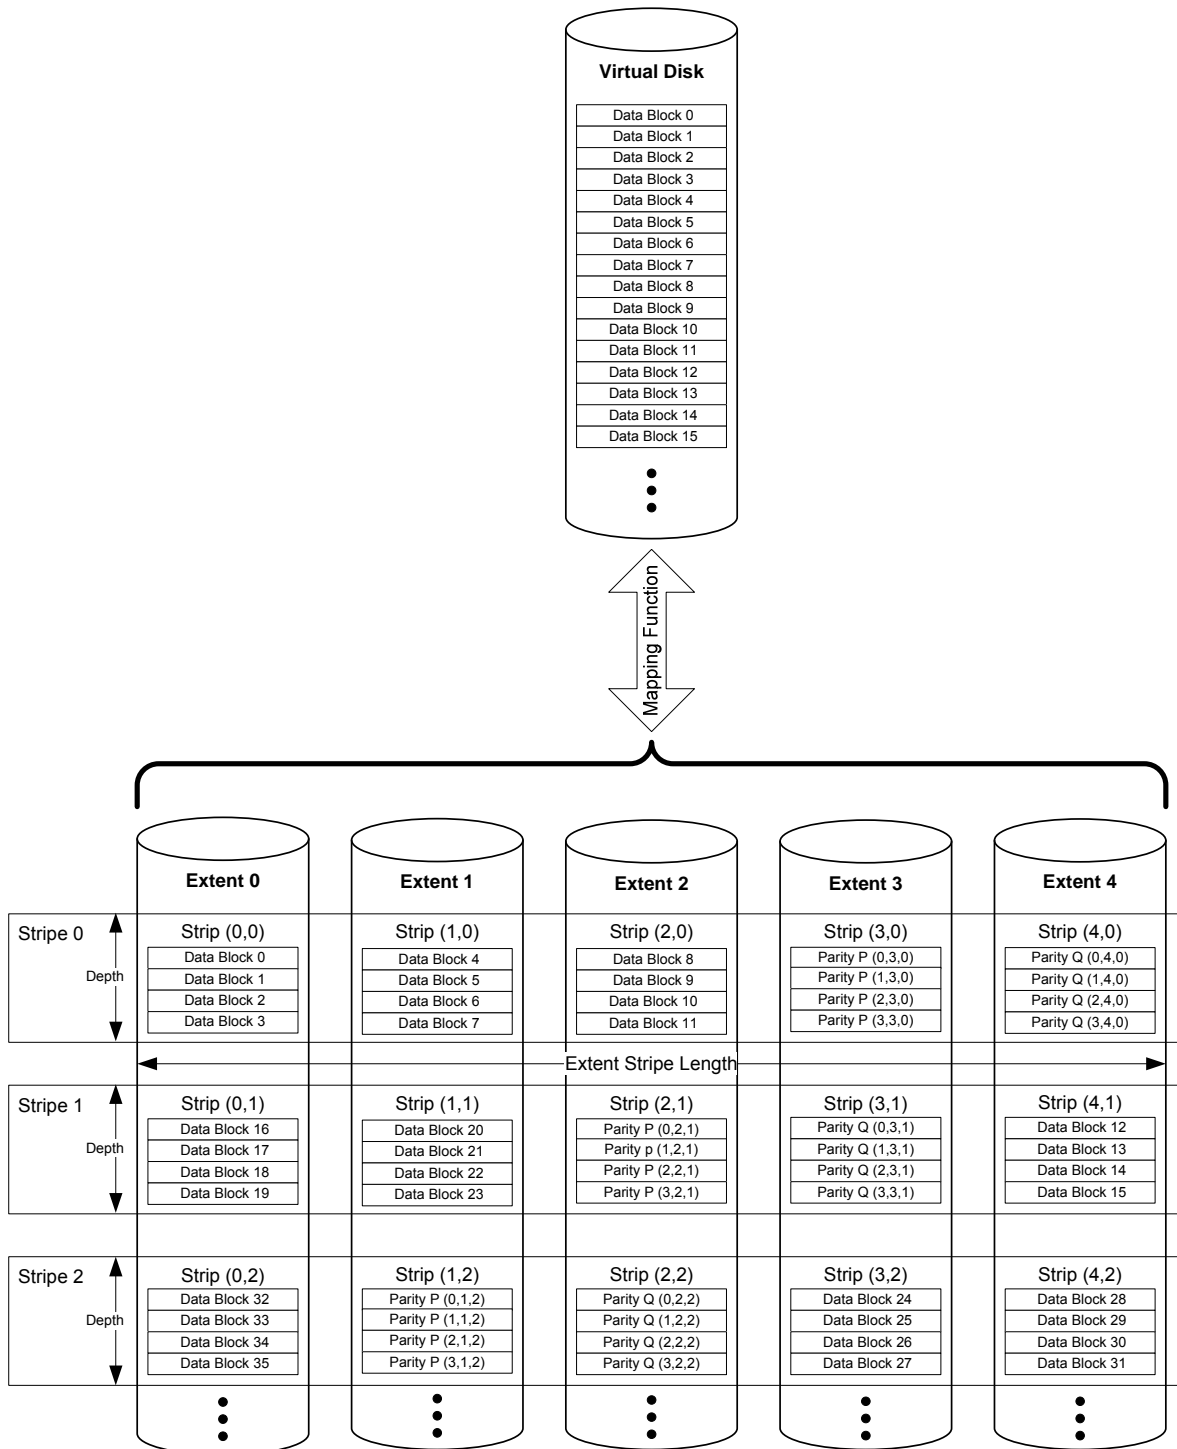 Virtual Disk
Data Block 0
Data Block 1
Data Block 2
Data Block 3
Data Block 4
Data Block 5
Data Block 6
Data Block 7
Data Block 8
Data Block 9
Data Block 10
Data Block 11
Data Block 12
Data Block 13
Data Block 14
Data Block 15
Mapping Function
Extent 0
Extent 1
Extent 2
Extent 3
Extent 4
Stripe 0
Depth
Strip (0,0)
Data Block 0
Data Block 1
Data Block 2
Data Block 3
Strip (1,0)
Data Block 4
Data Block 5
Data Block 6
Data Block 7
Strip (2,0)
Data Block 8
Data Block 9
Data Block 10
Data Block 11
Strip (3,0)
Parity P (0,3,0)
Parity P (1,3,0)
Parity P (2,3,0)
Parity P (3,3,0)
Strip (4,0)
Parity Q (0,4,0)
Parity Q (1,4,0)
Parity Q (2,4,0)
Parity Q (3,4,0)
Extent Stripe Length
Stripe 1
Depth
Strip (0,1)
Data Block 16
Data Block 17
Data Block 18
Data Block 19
Strip (1,1)
Data Block 20
Data Block 21
Data Block 22
Data Block 23
Strip (2,1)
Parity P (0,2,1)
Parity p (1,2,1)
Parity P (2,2,1)
Parity P (3,2,1)
Strip (3,1)
Parity Q (0,3,1)
Parity Q (1,3,1)
Parity Q (2,3,1)
Parity Q (3,3,1)
Strip (4,1)
Data Block 12
Data Block 13
Data Block 14
Data Block 15
Stripe 2
Depth
Strip (0,2)
Data Block 32
Data Block 33
Data Block 34
Data Block 35
Strip (1,2)
Parity P (0,1,2)
Parity P (1,1,2)
Parity P (2,1,2)
Parity P (3,1,2)
Strip (2,2)
Parity Q (0,2,2)
Parity Q (1,2,2)
Parity Q (2,2,2)
Parity Q (3,2,2)
Strip (3,2)
Data Block 24
Data Block 25
Data Block 26
Data Block 27
Strip (4,2)
Data Block 28
Data Block 29
Data Block 30
Data Block 31